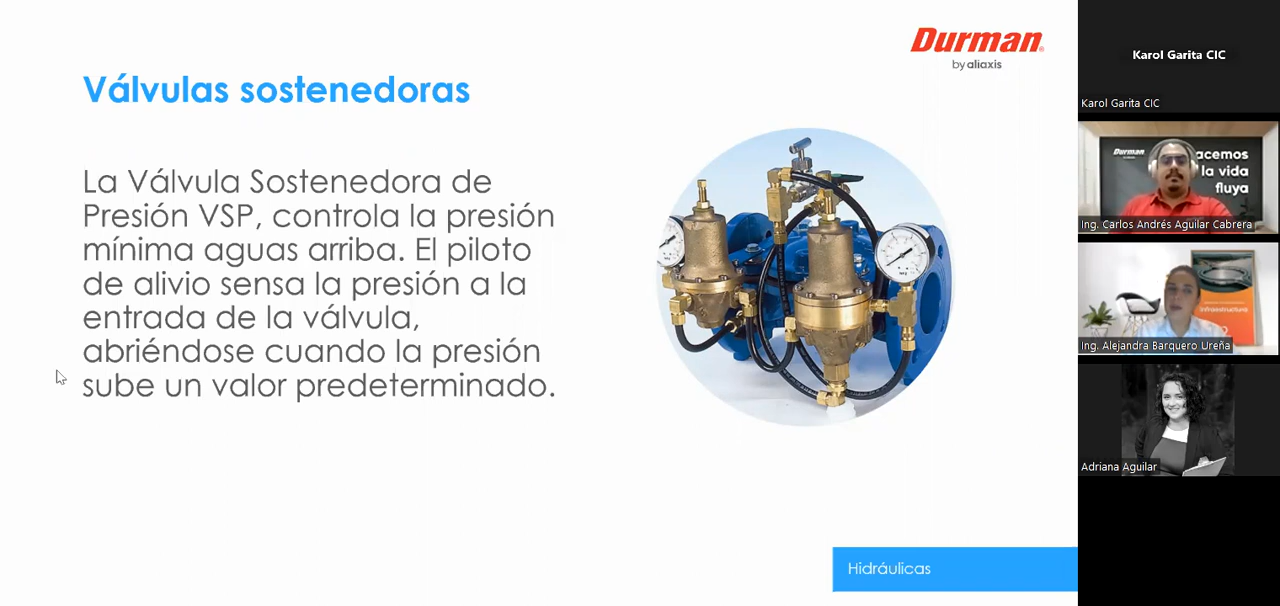 Durman
by aliaxis
Válvulas sostenedoras
La Válvula Sostenedora de
Presión VSP, controla la presión
mínima aguas arriba. El piloto
de alivio sensa la presión a la
entrada de la válvula,
abriéndose cuando la presión
sube un valor predeterminado.
Hidráulicas
Karol Garita CIC
Karol Garita CIC
Durman
acemos
la vida
fluya
Ing. Carlos Andrés Aguilar Cabrera
Infraestructura
Ing. Alejandra Barquero Ureña
Adriana Aguilar